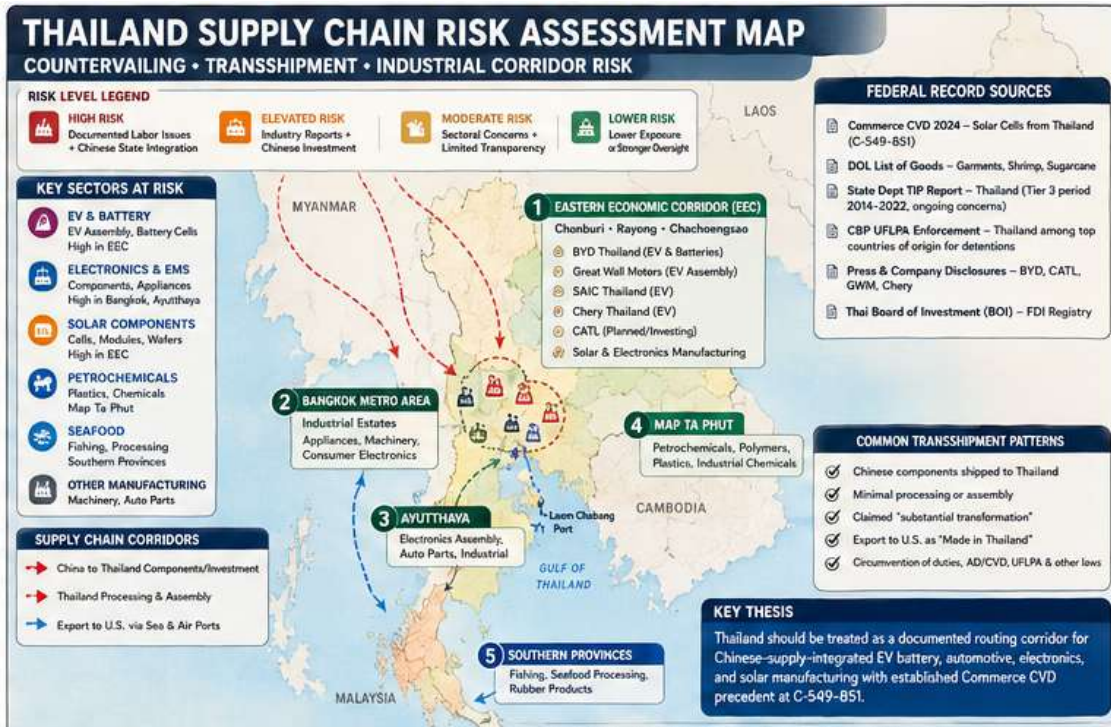 THAILAND SUPPLY CHAIN RISK ASSESSMENT MAP
COUNTERVAILING • TRANSSHIPMENT • INDUSTRIAL CORRIDOR RISK
RISK LEVEL LEGEND
HIGH RISK
Documented Labor Issues
+ Chinese State Integration
ELEVATED RISK
Industry Reports +
Chinese Investment
MODERATE RISK
Sectoral Concerns +
Limited Transparency
LOWER RISK
Lower Exposure
or Stronger Oversight
KEY SECTORS AT RISK
EV & BATTERY
EV Assembly, Battery Cells
High in EEC
ELECTRONICS & EMS
Components, Appliances
High in Bangkok, Ayutthaya
SOLAR COMPONENTS
Cells, Modules, Wafers
High in EEC
PETROCHEMICALS
Plastics, Chemicals
Map Ta Phut
SEAFOOD
Fishing, Processing
Southern Provinces
OTHER MANUFACTURING
Machinery, Auto Parts
SUPPLY CHAIN CORRIDORS
China to Thailand Components/Investment
Thailand Processing & Assembly
Export to U.S. via Sea & Air Ports
MYANMAR
LAOS
CAMBODIA
MALAYSIA
GULF OF
THAILAND
Laem Chabang
Port
1 EASTERN ECONOMIC CORRIDOR (EEC)
Chonburi • Rayong • Chachoengsao
BYD Thailand (EV & Batteries)
Great Wall Motors (EV Assembly)
SAIC Thailand (EV)
Chery Thailand (EV)
CATL (Planned/Investing)
Solar & Electronics Manufacturing
2 BANGKOK METRO AREA
Industrial Estates
Appliances, Machinery,
Consumer Electronics
3 AYUTTHAYA
Electronics Assembly,
Auto Parts, Industrial
4 MAP TA PHUT
Petrochemicals, Polymers,
Plastics, Industrial Chemicals
5 SOUTHERN PROVINCES
Fishing, Seafood Processing,
Rubber Products
FEDERAL RECORD SOURCES
Commerce CVD 2024 – Solar Cells from Thailand
(C-549-851)
DOL List of Goods – Garments, Shrimp, Sugarcane
State Dept TIP Report – Thailand (Tier 3 period
2014-2022, ongoing concerns)
CBP UFLPA Enforcement – Thailand among top
countries of origin for detentions
Press & Company Disclosures – BYD, CATL,
GWM, Chery
Thai Board of Investment (BOI) – FDI Registry
COMMON TRANSSHIPMENT PATTERNS
Chinese components shipped to Thailand
Minimal processing or assembly
Claimed "substantial transformation"
Export to U.S. as "Made in Thailand"
Circumvention of duties, AD/CVD, UFLPA & other laws
KEY THESIS
Thailand should be treated as a documented routing corridor for
Chinese-supply-integrated EV battery, automotive, electronics,
and solar manufacturing with established Commerce CVD
precedent at C-549-851.